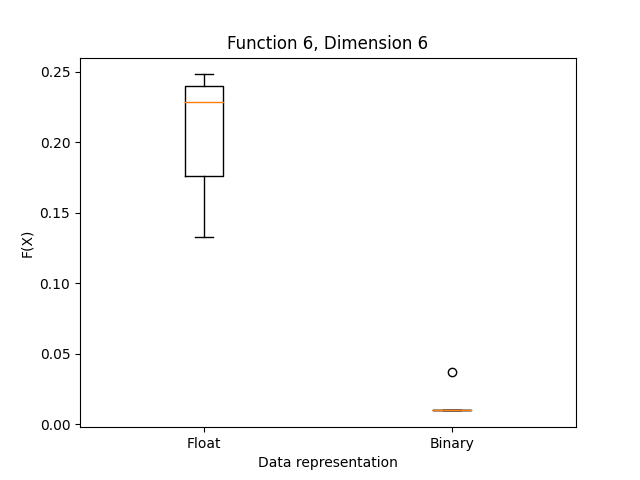 Function 6, Dimension 6
0.25
0.20
0.15
0.10
0.05
0.00
F(X)
Float
Binary
Data representation